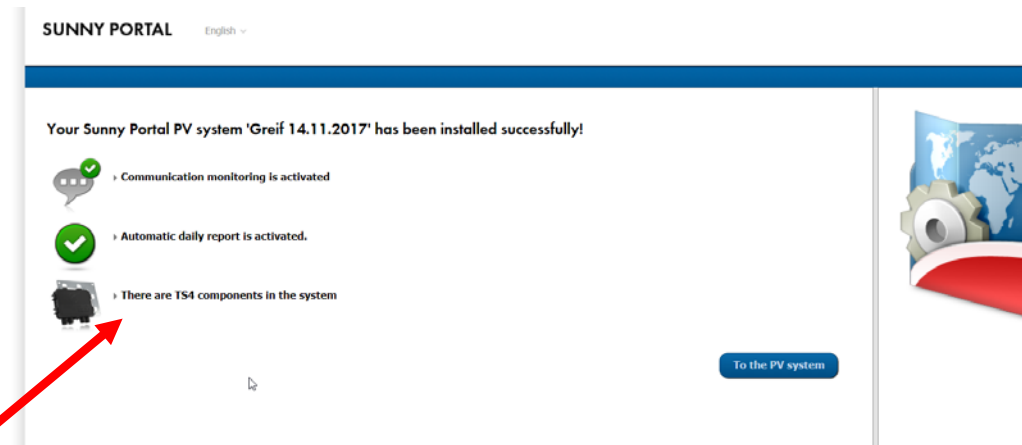 SUNNY PORTAL English
Your Sunny Portal PV system 'Greif 14.11.2017' has been installed successfully!
Communication monitoring is activated
Automatic daily report is activated.
There are TS4 components in the system
To the PV system